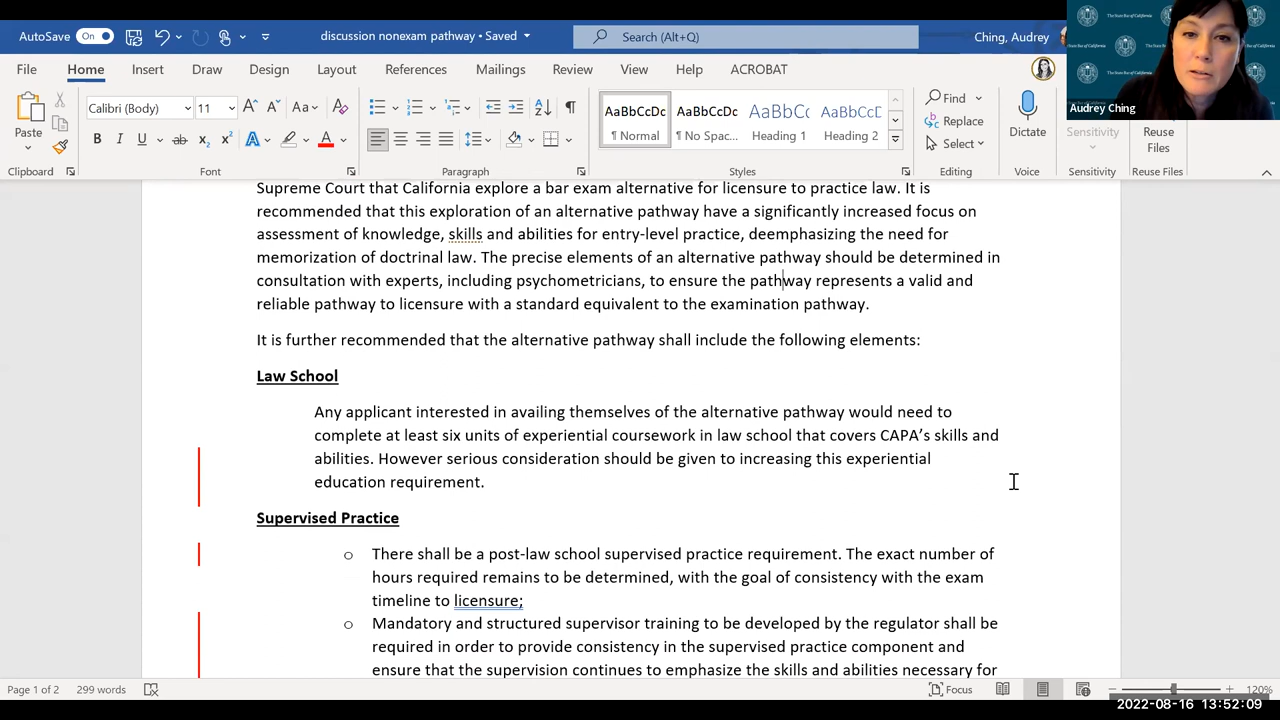 AutoSave
On
discussion nonexam pathway • Saved
Search (Alt+Q)
Ching, Audrey
The State Bar of California
Audrey Ching
File
Home
Insert
Draw
Design
Layout
References
Mailings
Review
View
Help
ACROBAT
Paste
Calibri (Body)
11
Aa
B I U ab x₂ x² A A
AaBbCcDc
¶ Normal
AaBbCcDc
¶ No Spac...
AaBbCc
Heading 1
AaBbCcD
Heading 2
Find
Replace
Select
Dictate
Sensitivity
Reuse
Files
Clipboard
Font
Paragraph
Styles
Editing
Voice
Sensitivity
Reuse Files
Supreme Court that California explore a bar exam alternative for licensure to practice law. It is
recommended that this exploration of an alternative pathway have a significantly increased focus on
assessment of knowledge, skills and abilities for entry-level practice, deemphasizing the need for
memorization of doctrinal law. The precise elements of an alternative pathway should be determined in
consultation with experts, including psychometricians, to ensure the pathway represents a valid and
reliable pathway to licensure with a standard equivalent to the examination pathway.
It is further recommended that the alternative pathway shall include the following elements:
Law School
Any applicant interested in availing themselves of the alternative pathway would need to
complete at least six units of experiential coursework in law school that covers CAPA’s skills and
abilities. However serious consideration should be given to increasing this experiential
education requirement.
Supervised Practice
o There shall be a post-law school supervised practice requirement. The exact number of
hours required remains to be determined, with the goal of consistency with the exam
timeline to licensure;
o Mandatory and structured supervisor training to be developed by the regulator shall be
required in order to provide consistency in the supervised practice component and
ensure that the supervision continues to emphasize the skills and abilities necessary for
Page 1 of 2
299 words
Focus
120%
2022-08-16 13:52:09